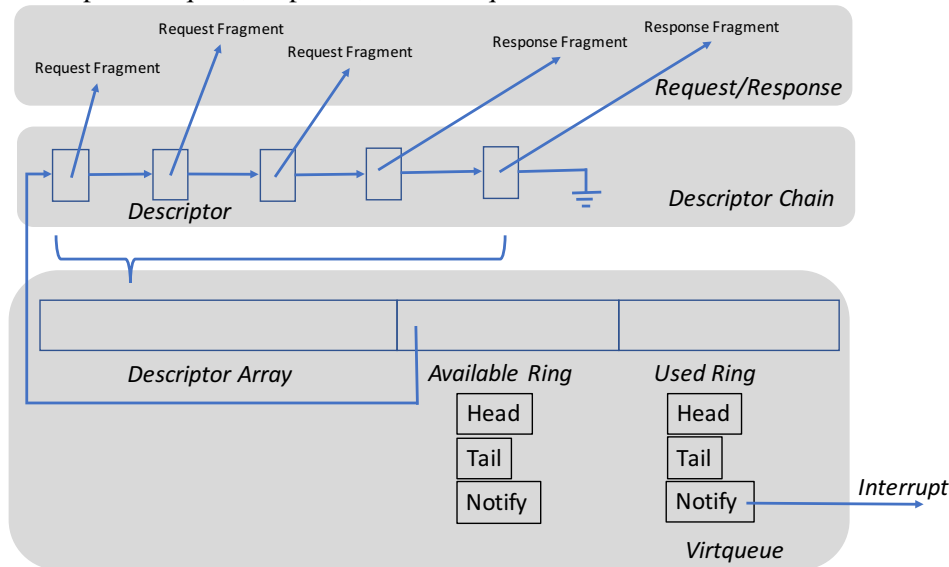 Request Fragment
Request Fragment
Request Fragment
Response Fragment
Response Fragment
Request/Response
Descriptor
Descriptor Chain
Descriptor Array
Available Ring
Used Ring
Head
Head
Tail
Tail
Notify
Notify
Interrupt
Virtqueue